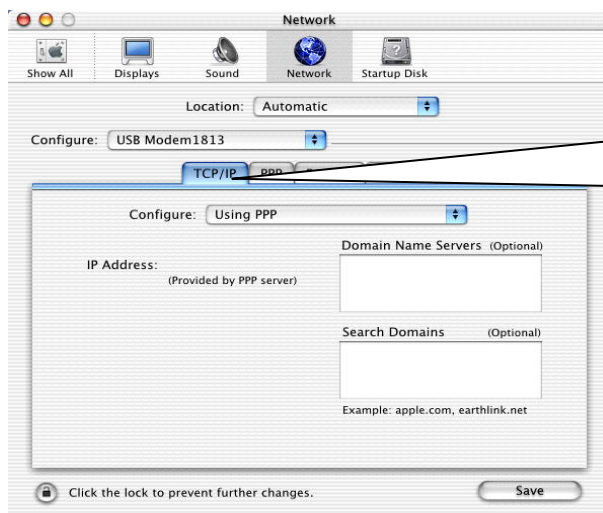 Network
Show All Displays Sound Network Startup Disk
Location: Automatic
Configure: USB Modem1813
TCP/IP PPP
Configure: Using PPP
Domain Name Servers (Optional)
IP Address:
(Provided by PPP server)
Search Domains (Optional)
Example: apple.com, earthlink.net
Click the lock to prevent further changes.
Save